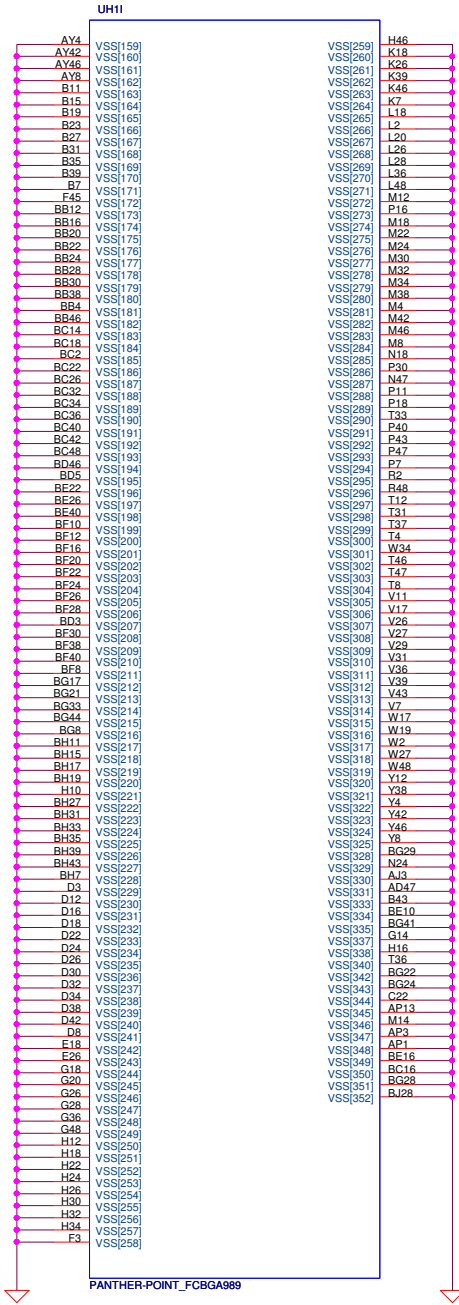 UH1I
AY4 VSS[159] VSS[259] H46
AY42 VSS[160] VSS[260] K18
AY46 VSS[161] VSS[261] K26
AY8 VSS[162] VSS[262] K39
B11 VSS[163] VSS[263] K46
B15 VSS[164] VSS[264] K7
B19 VSS[165] VSS[265] L18
B23 VSS[166] VSS[266] L2
B27 VSS[167] VSS[267] L20
B31 VSS[168] VSS[268] L26
B35 VSS[169] VSS[269] L28
B39 VSS[170] VSS[270] L36
B7 VSS[171] VSS[271] L48
F45 VSS[172] VSS[272] M12
BB12 VSS[173] VSS[273] P16
BB16 VSS[174] VSS[274] M18
BB20 VSS[175] VSS[275] M22
BB22 VSS[176] VSS[276] M24
BB24 VSS[177] VSS[277] M30
BB28 VSS[178] VSS[278] M32
BB30 VSS[179] VSS[279] M34
BB38 VSS[180] VSS[280] M38
BB4 VSS[181] VSS[281] M4
BB46 VSS[182] VSS[282] M42
BC14 VSS[183] VSS[283] M46
BC18 VSS[184] VSS[284] M8
BC2 VSS[185] VSS[285] N18
BC22 VSS[186] VSS[286] P30
BC26 VSS[187] VSS[287] N47
BC32 VSS[188] VSS[288] P11
BC34 VSS[189] VSS[289] P18
BC36 VSS[190] VSS[290] T33
BC40 VSS[191] VSS[291] P40
BC42 VSS[192] VSS[292] P43
BC48 VSS[193] VSS[293] P47
BD46 VSS[194] VSS[294] P7
BD5 VSS[195] VSS[295] R2
BE22 VSS[196] VSS[296] R48
BE26 VSS[197] VSS[297] T12
BE40 VSS[198] VSS[298] T31
BF10 VSS[199] VSS[299] T37
BF12 VSS[200] VSS[300] T4
BF16 VSS[201] VSS[301] W34
BF20 VSS[202] VSS[302] T46
BF22 VSS[203] VSS[303] T47
BF24 VSS[204] VSS[304] T8
BF26 VSS[205] VSS[305] V11
BF28 VSS[206] VSS[306] V17
BD3 VSS[207] VSS[307] V26
BF30 VSS[208] VSS[308] V27
BF38 VSS[209] VSS[309] V29
BF40 VSS[210] VSS[310] V31
BF8 VSS[211] VSS[311] V36
BG17 VSS[212] VSS[312] V39
BG21 VSS[213] VSS[313] V43
BG33 VSS[214] VSS[314] V7
BG44 VSS[215] VSS[315] W17
BG8 VSS[216] VSS[316] W19
BH11 VSS[217] VSS[317] W2
BH15 VSS[218] VSS[318] W27
BH17 VSS[219] VSS[319] W48
BH19 VSS[220] VSS[320] Y12
H10 VSS[221] VSS[321] Y38
BH27 VSS[222] VSS[322] Y4
BH31 VSS[223] VSS[323] Y42
BH33 VSS[224] VSS[324] Y46
BH35 VSS[225] VSS[325] Y8
BH39 VSS[226] VSS[328] BG29
BH43 VSS[227] VSS[329] N24
BH7 VSS[228] VSS[330] AJ3
D3 VSS[229] VSS[331] AD47
D12 VSS[230] VSS[333] B43
D16 VSS[231] VSS[334] BE10
D18 VSS[232] VSS[335] BG41
D22 VSS[233] VSS[337] G14
D24 VSS[234] VSS[338] H16
D26 VSS[235] VSS[340] T36
D30 VSS[236] VSS[342] BG22
D32 VSS[237] VSS[343] BG24
D34 VSS[238] VSS[344] C22
D38 VSS[239] VSS[345] AP13
D42 VSS[240] VSS[346] M14
D8 VSS[241] VSS[347] AP3
E18 VSS[242] VSS[348] AP1
E26 VSS[243] VSS[349] BE16
G18 VSS[244] VSS[350] BC16
G20 VSS[245] VSS[351] BG28
G26 VSS[246] VSS[352] BJ28
G28 VSS[247]
G36 VSS[248]
G48 VSS[249]
H12 VSS[250]
H18 VSS[251]
H22 VSS[252]
H24 VSS[253]
H26 VSS[254]
H30 VSS[255]
H32 VSS[256]
H34 VSS[257]
F3 VSS[258]
PANTHER-POINT_FCBGA989